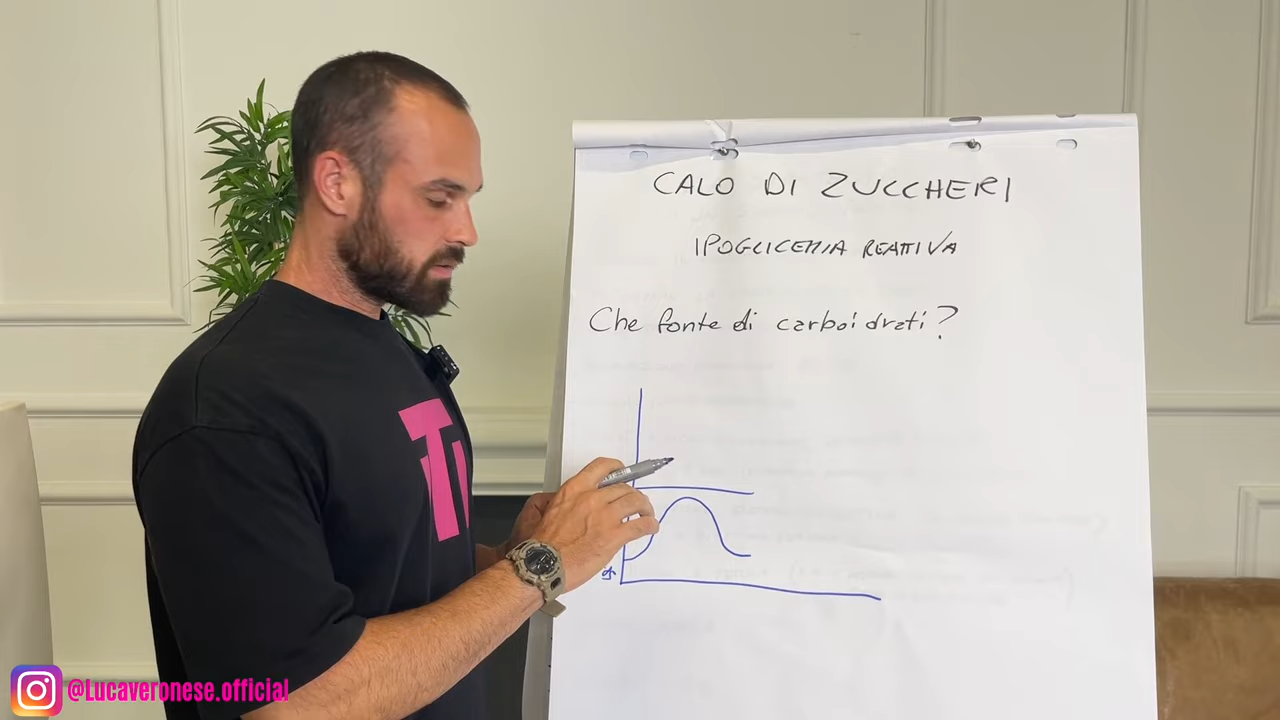 CALO DI ZUCCHERI
IPOGLICEMIA REATTIVA
Che fonte di carboidrati?
@Lucaveronese.official